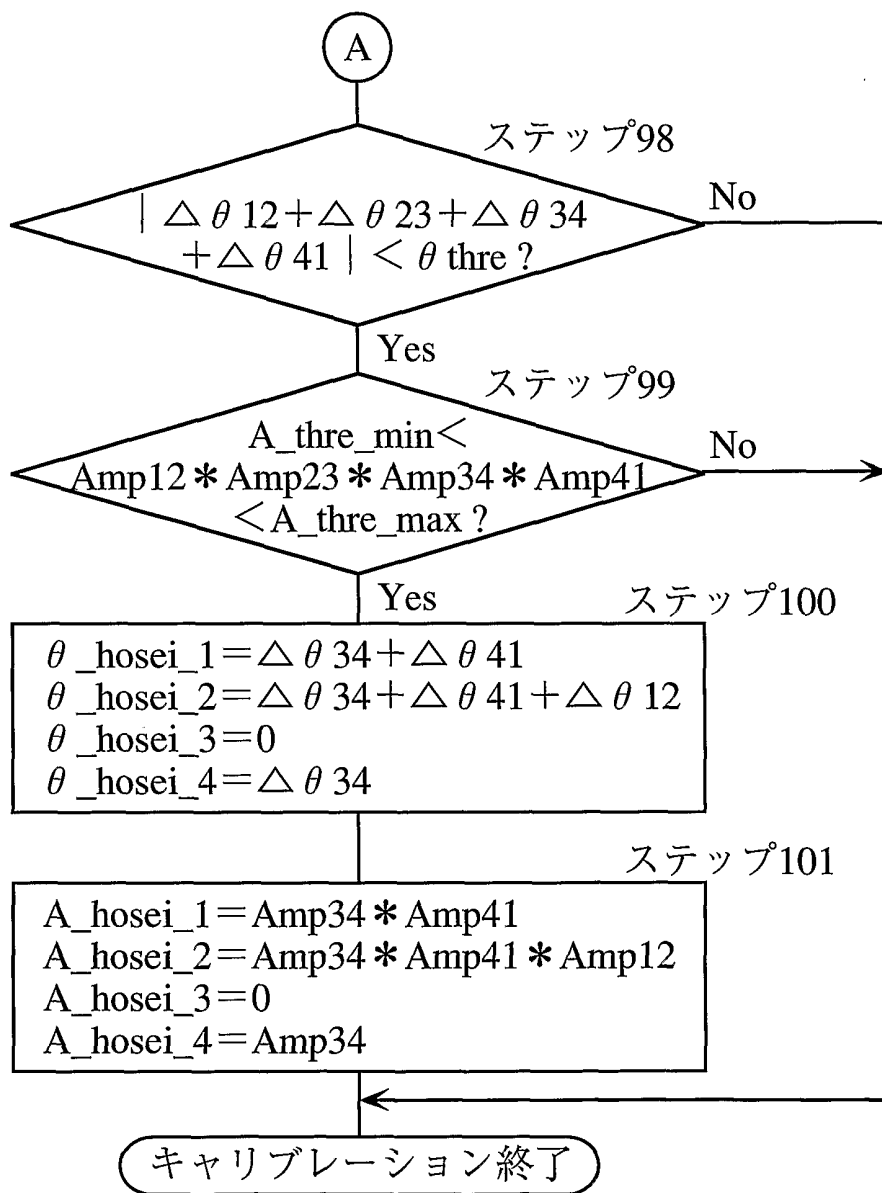 A
ステップ98
| △θ12+△θ23+△θ34
+△θ41 | < θthre ?
No
Yes
ステップ99
A_thre_min<
Amp12*Amp23*Amp34*Amp41
<A_thre_max ?
No
Yes
ステップ100
θ_hosei_1=△θ34+△θ41
θ_hosei_2=△θ34+△θ41+△θ12
θ_hosei_3=0
θ_hosei_4=△θ34
ステップ101
A_hosei_1=Amp34*Amp41
A_hosei_2=Amp34*Amp41*Amp12
A_hosei_3=0
A_hosei_4=Amp34
キャリブレーション終了